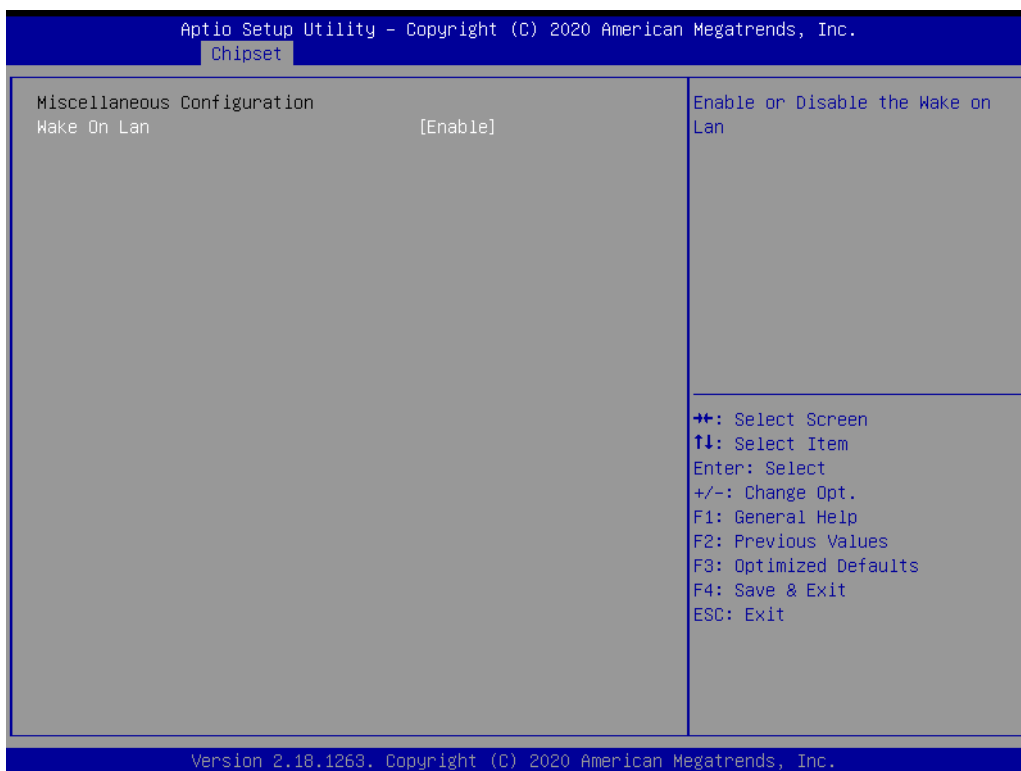 Aptio Setup Utility – Copyright (C) 2020 American Megatrends, Inc.
Chipset
Miscellaneous Configuration
Wake On Lan [Enable]
Enable or Disable the Wake on
Lan
→←: Select Screen
↑↓: Select Item
Enter: Select
+/-: Change Opt.
F1: General Help
F2: Previous Values
F3: Optimized Defaults
F4: Save & Exit
ESC: Exit
Version 2.18.1263. Copyright (C) 2020 American Megatrends, Inc.